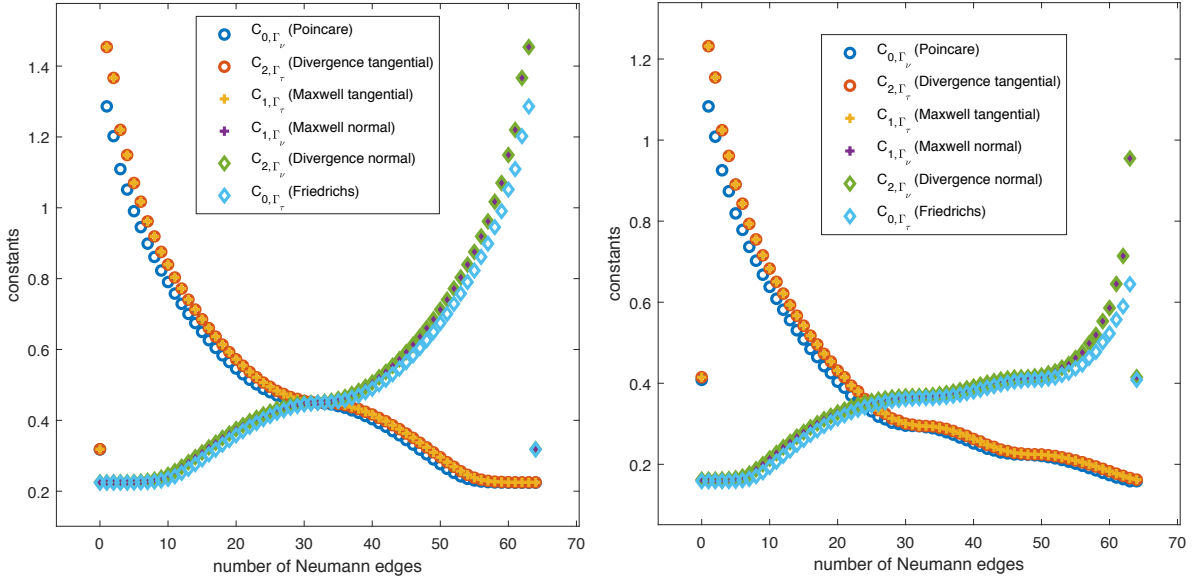 C0,Γν (Poincare)
C2,Γτ (Divergence tangential)
C1,Γτ (Maxwell tangential)
C1,Γν (Maxwell normal)
C2,Γν (Divergence normal)
C0,Γτ (Friedrichs)
constants
1.4
1.2
1
0.8
0.6
0.4
0.2
0 10 20 30 40 50 60 70
number of Neumann edges
C0,Γν (Poincare)
C2,Γτ (Divergence tangential)
C1,Γτ (Maxwell tangential)
C1,Γν (Maxwell normal)
C2,Γν (Divergence normal)
C0,Γτ (Friedrichs)
constants
1.2
1
0.8
0.6
0.4
0.2
0
0 10 20 30 40 50 60 70
number of Neumann edges